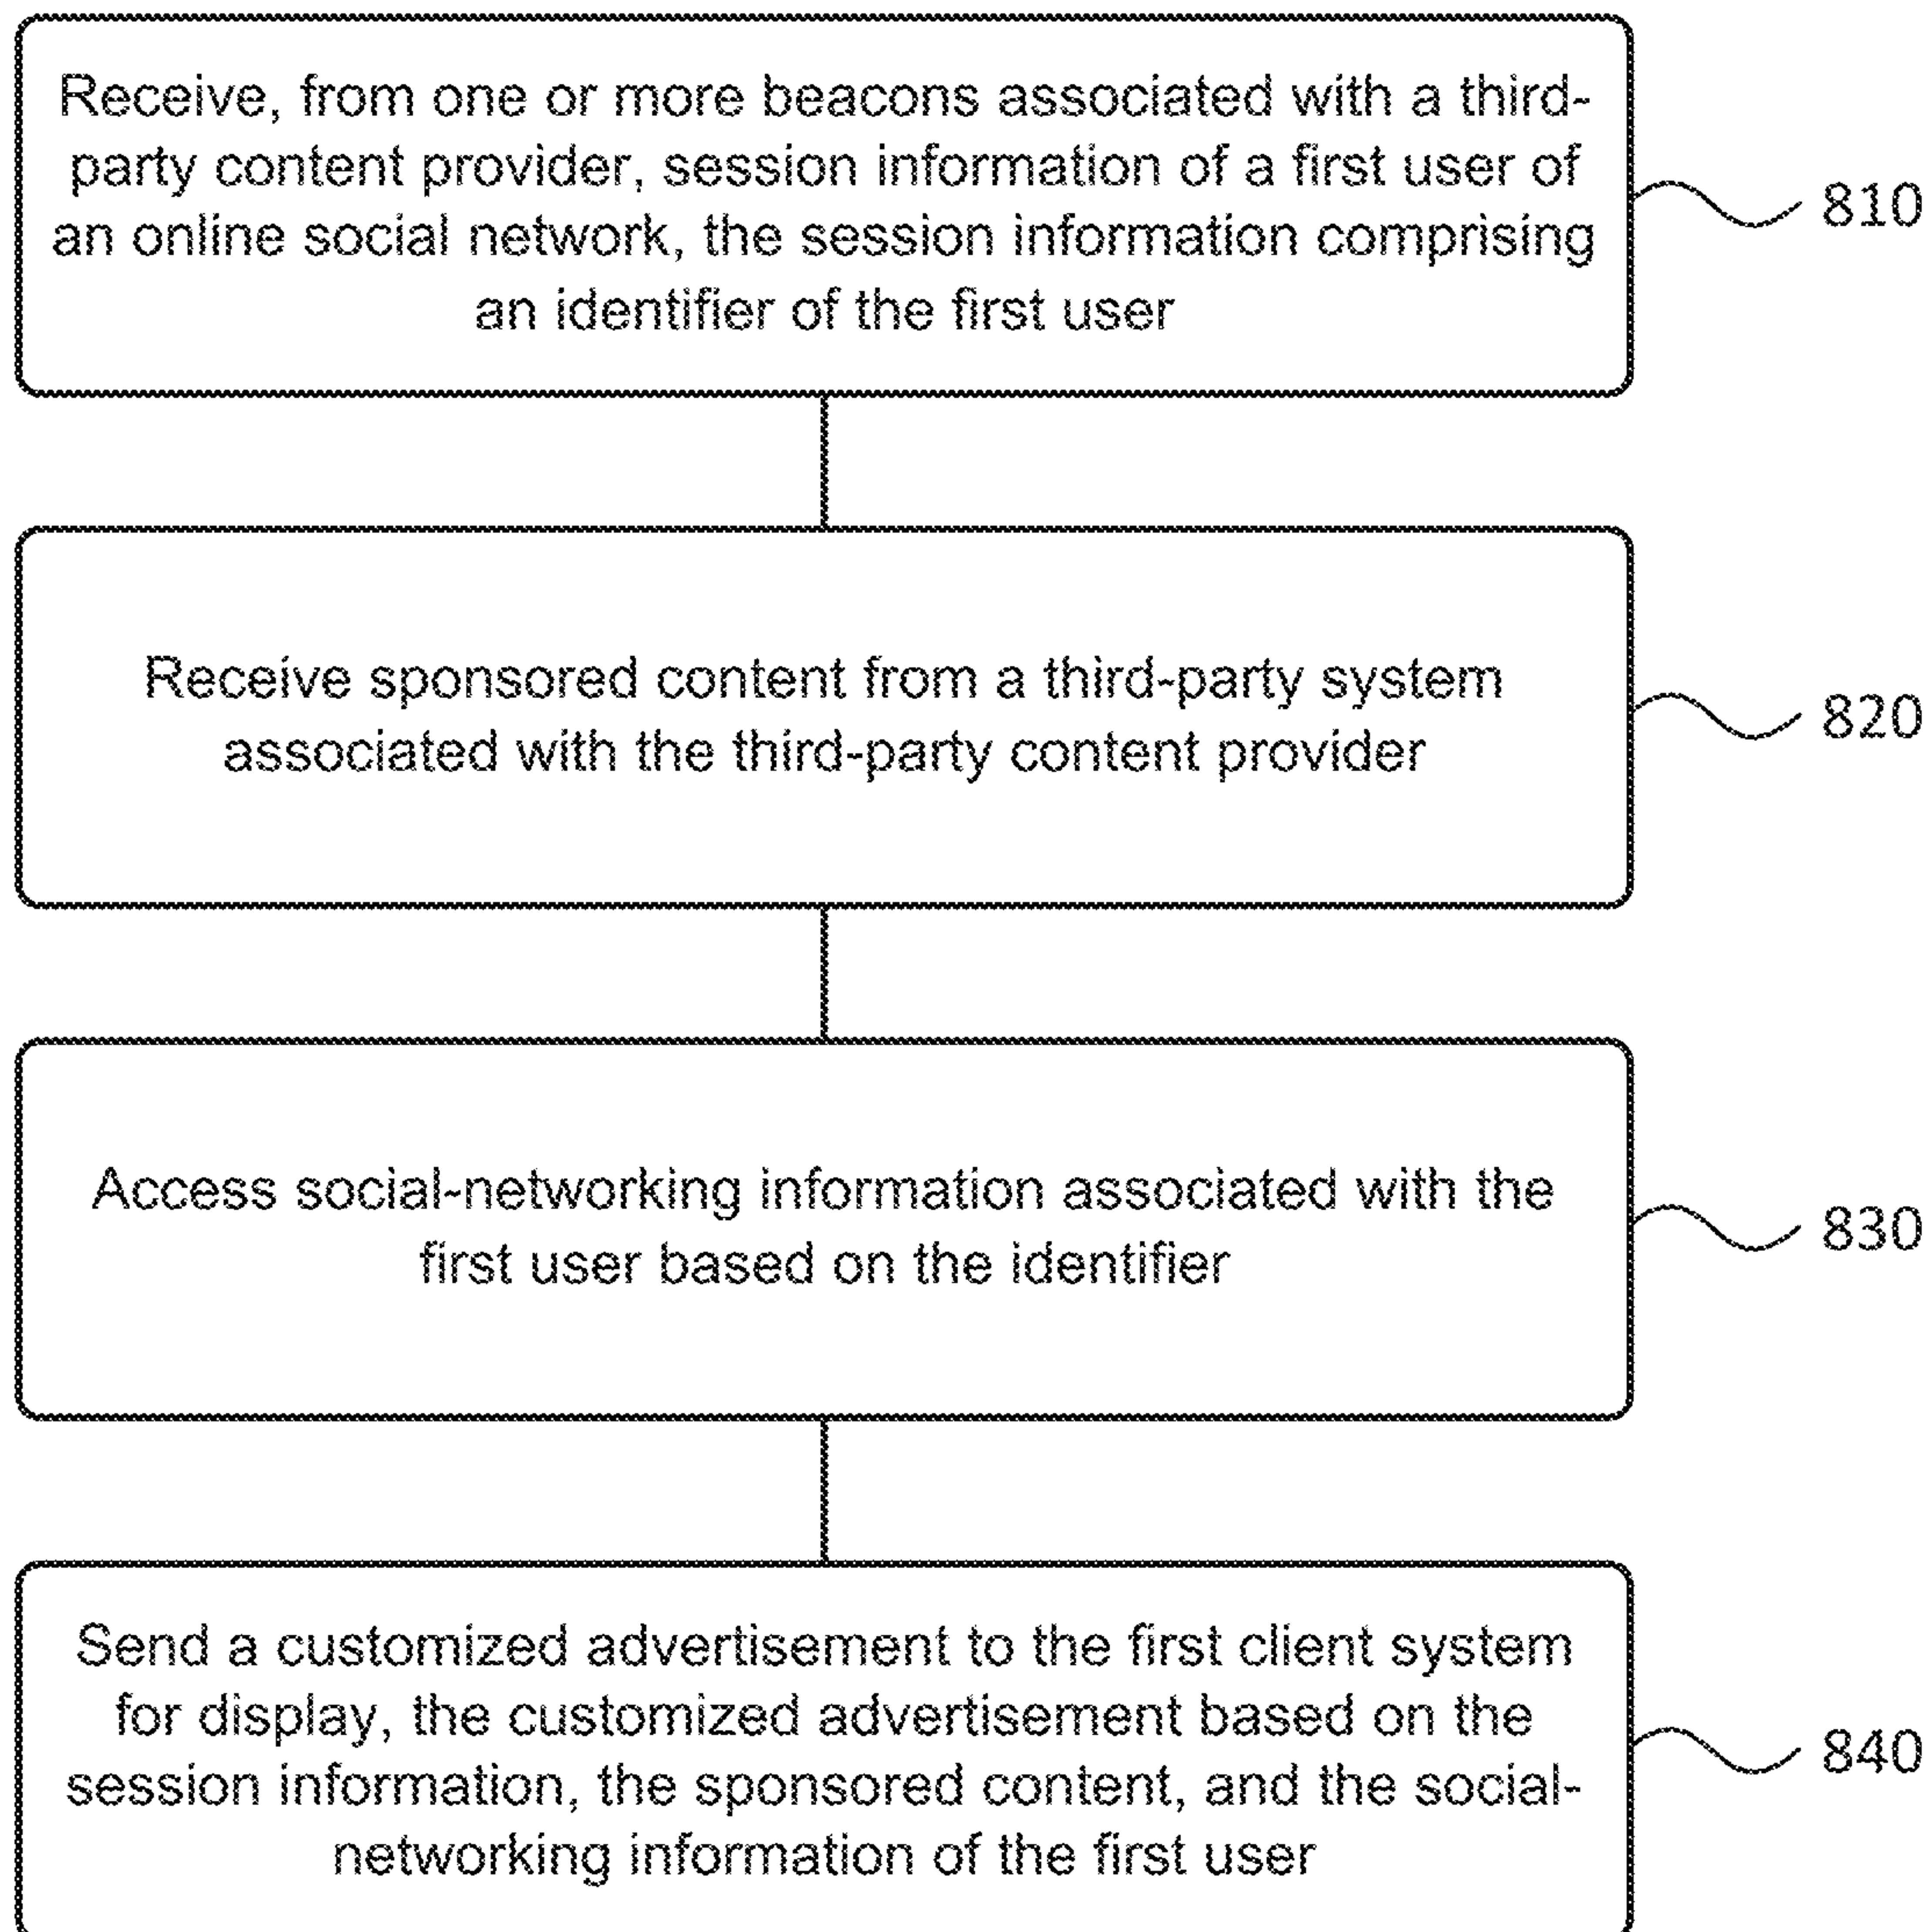 Receive, from one or more beacons associated with a third-
party content provider, session information of a first user of
an online social network, the session information comprising
an identifier of the first user
810
Receive sponsored content from a third-party system
associated with the third-party content provider
820
Access social-networking information associated with the
first user based on the identifier
830
Send a customized advertisement to the first client system
for display, the customized advertisement based on the
session information, the sponsored content, and the social-
networking information of the first user
840